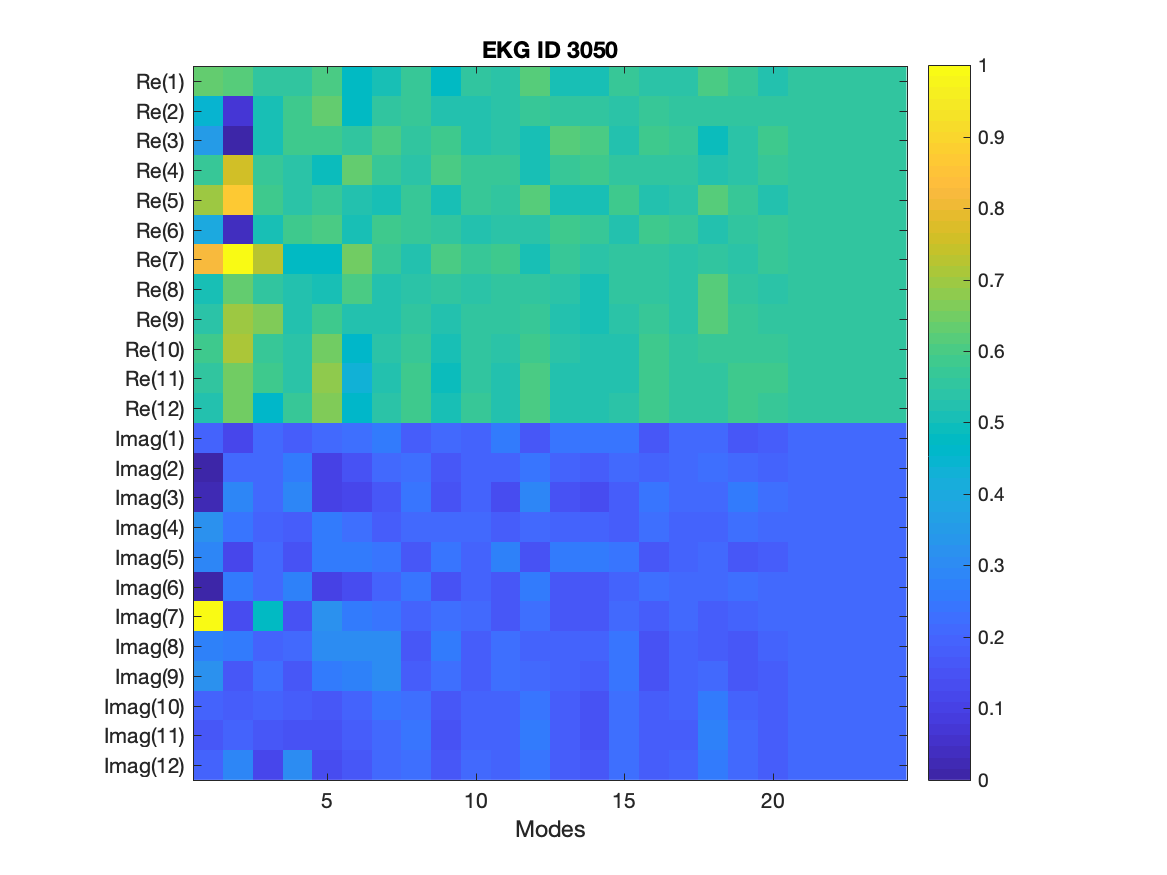 EKG ID 3050
Re(1)
Re(2)
Re(3)
Re(4)
Re(5)
Re(6)
Re(7)
Re(8)
Re(9)
Re(10)
Re(11)
Re(12)
Imag(1)
Imag(2)
Imag(3)
Imag(4)
Imag(5)
Imag(6)
Imag(7)
Imag(8)
Imag(9)
Imag(10)
Imag(11)
Imag(12)
5 10 15 20
Modes
1
0.9
0.8
0.7
0.6
0.5
0.4
0.3
0.2
0.1
0